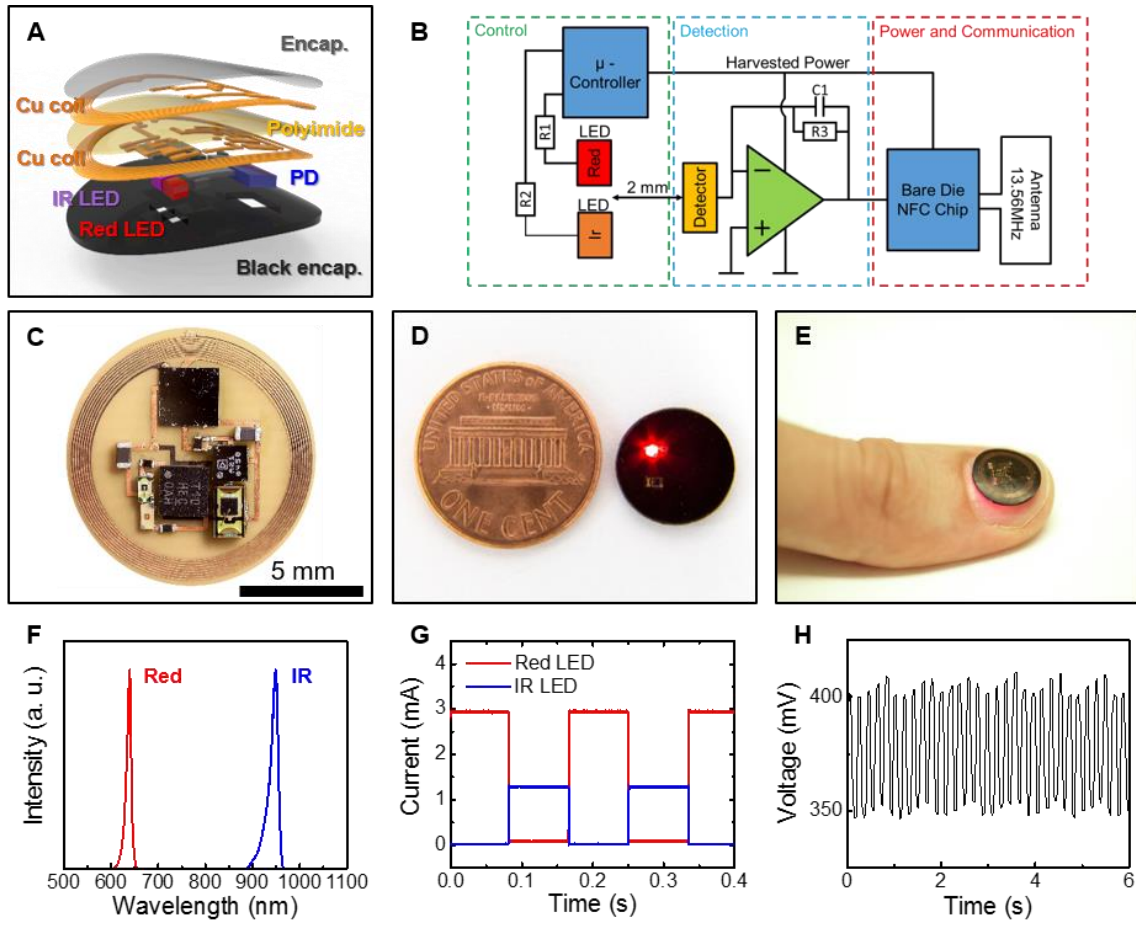 A
Encap.
Cu coil
Polyimide
Cu coil
PD
IR LED
Red LED
Black encap.
B
Control
Detection
Power and Communication
μ -
Controller
Harvested Power
C1
R3
R1
R2
LED
Red
2 mm
Detector
LED
Ir
Bare Die
NFC Chip
Antenna
13.56MHz
C
5 mm
D
UNITED STATES OF AMERICA
ONE CENT
E
F
Red
IR
Intensity (a. u.)
500 600 700 800 900 1000 1100
Wavelength (nm)
G
Red LED
IR LED
Current (mA)
4
3
2
1
0
0.0 0.1 0.2 0.3 0.4
Time (s)
H
Voltage (mV)
400
350
0 2 4 6
Time (s)